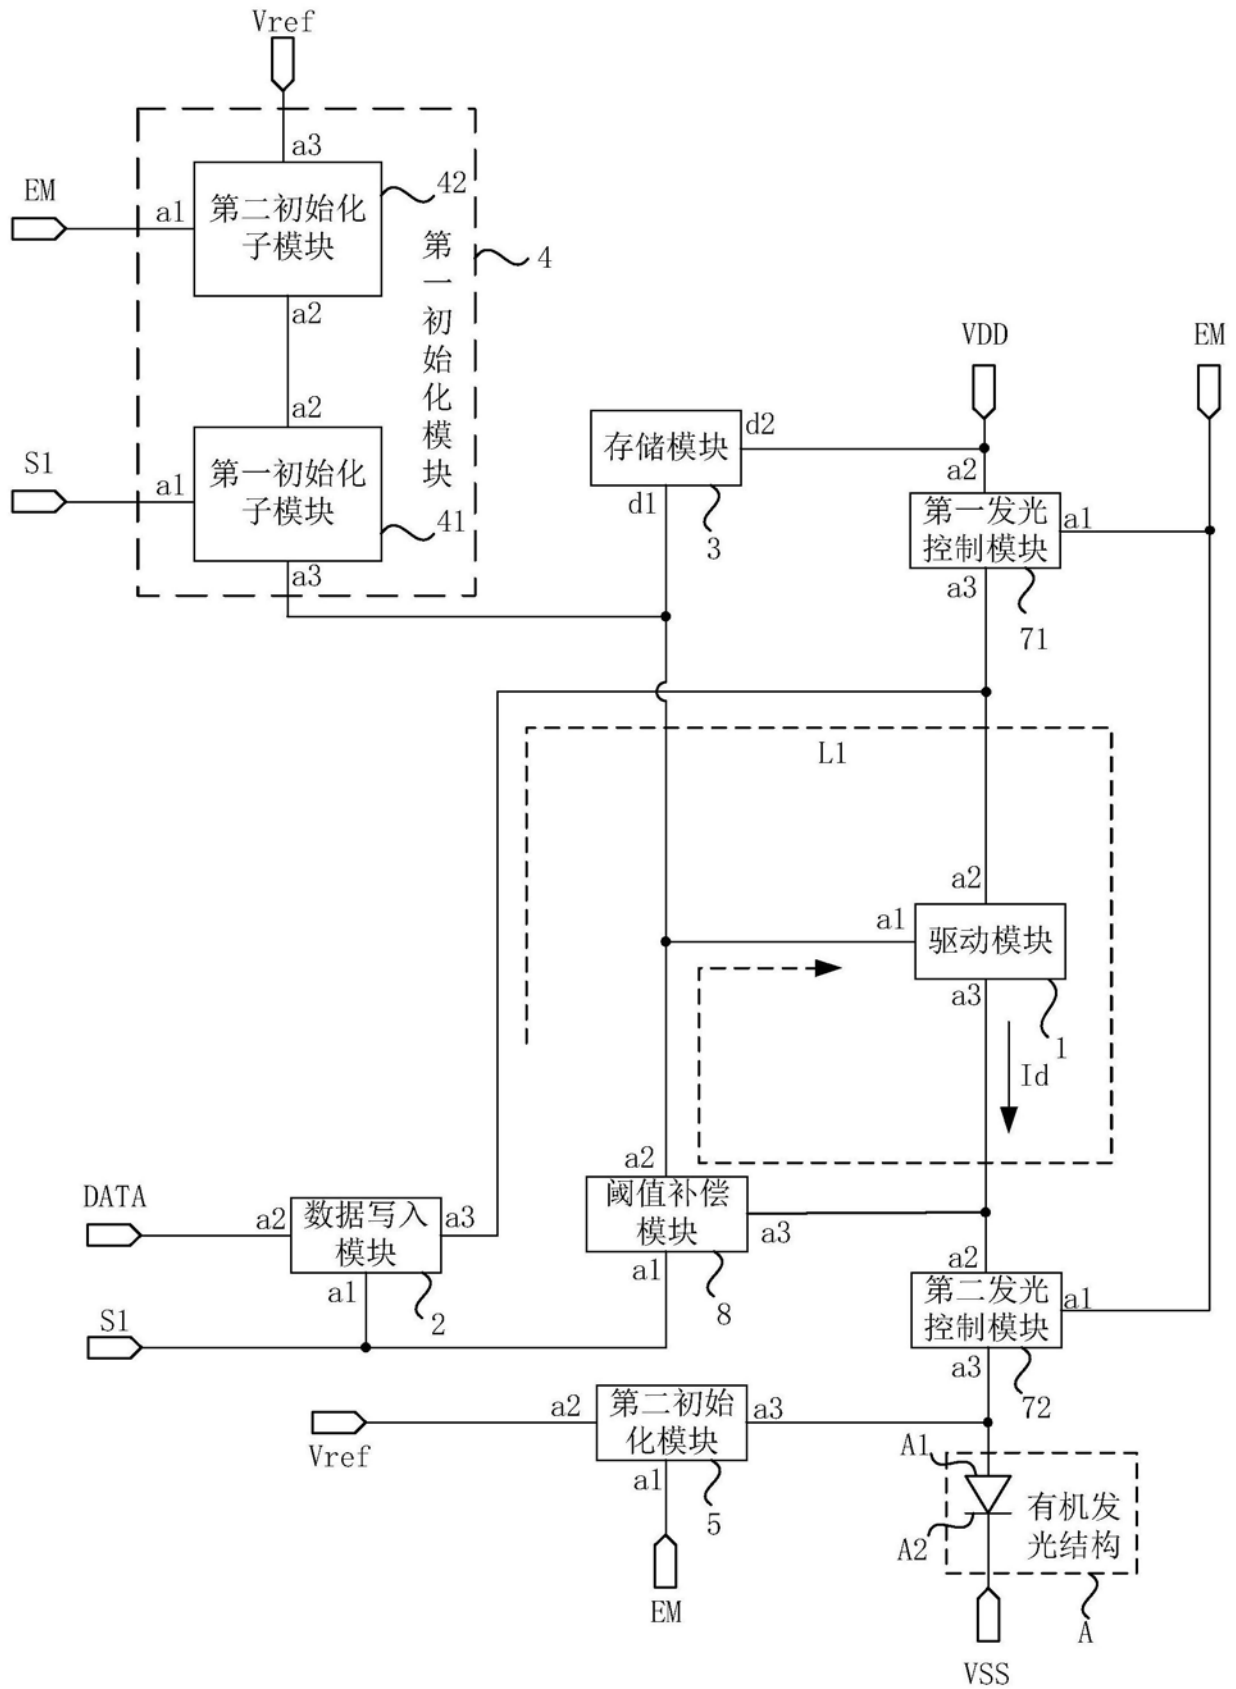 Vref
a3
EM
a1
第二初始化
子模块
42
第一初始化模块
4
a2
a2
S1
a1
第一初始化
子模块
41
a3
VDD
EM
存储模块
d2
d1
3
a2
第一发光
控制模块
a1
a3
71
L1
a2
a1
驱动模块
a3
1
Id
a2
阈值补偿
模块
a3
a1
8
DATA
a2
数据写入
模块
a3
a1
2
S1
a2
第二发光
控制模块
a1
a3
72
Vref
a2
第二初始
化模块
a3
a1
5
EM
A1
A2
有机发
光结构
A
VSS